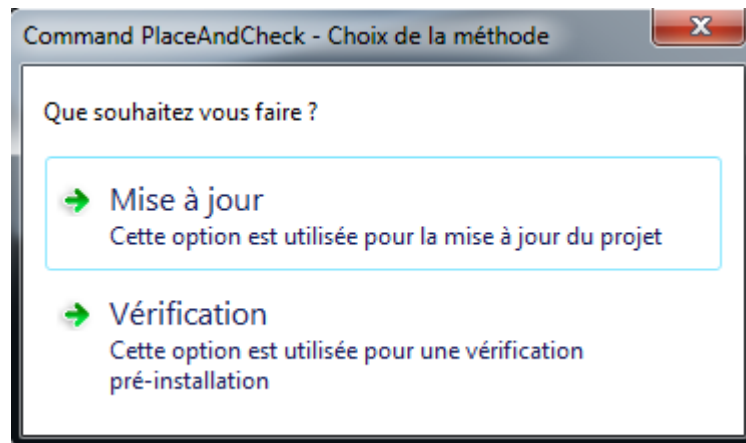 Command PlaceAndCheck - Choix de la méthode
Que souhaitez vous faire ?
Mise à jour
Cette option est utilisée pour la mise à jour du projet
Vérification
Cette option est utilisée pour une vérification
pré-installation